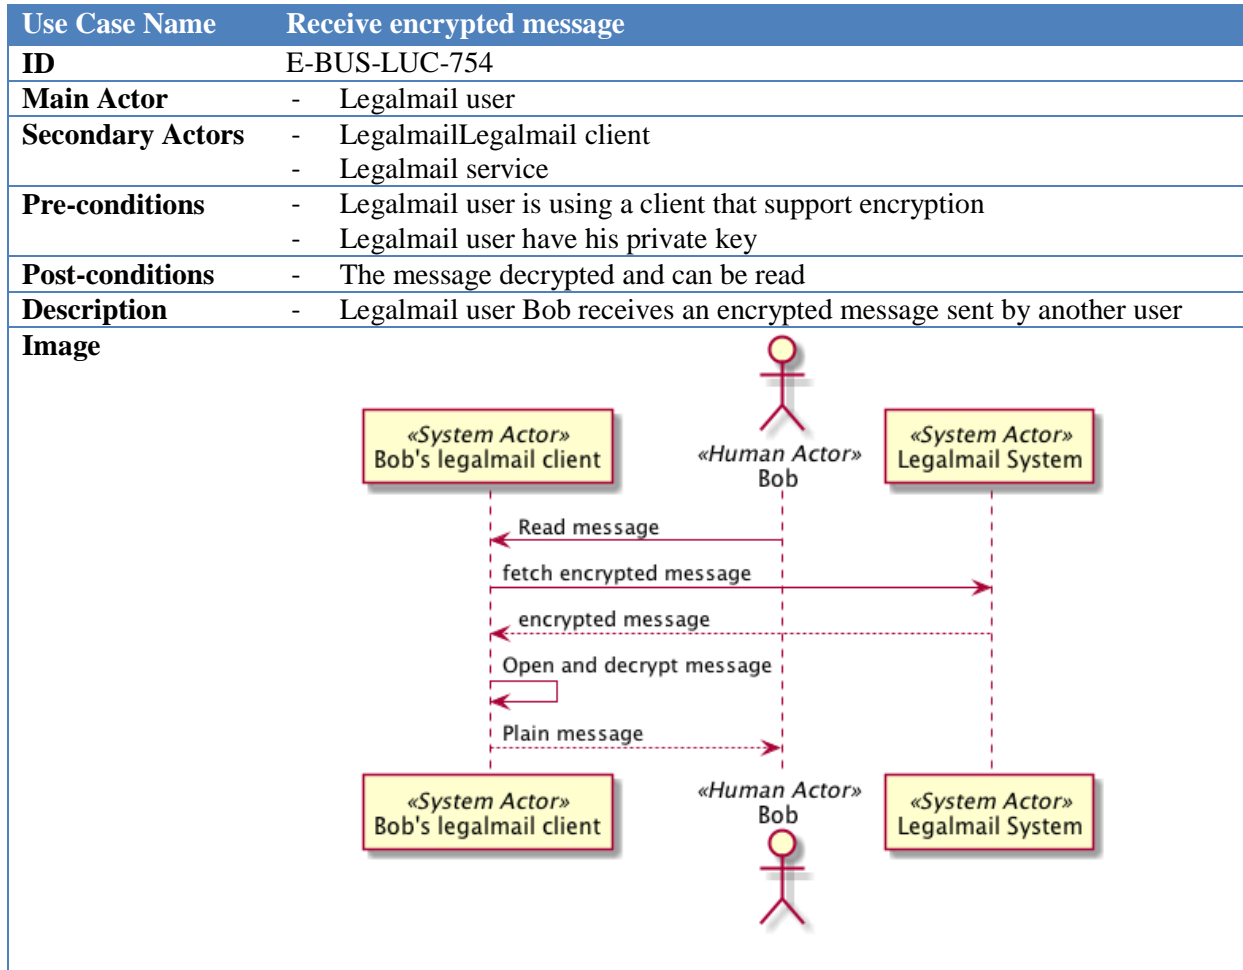 Use Case Name Receive encrypted message
ID E-BUS-LUC-754
Main Actor - Legalmail user
Secondary Actors - LegalmailLegalmail client
- Legalmail service
Pre-conditions - Legalmail user is using a client that support encryption
- Legalmail user have his private key
Post-conditions - The message decrypted and can be read
Description - Legalmail user Bob receives an encrypted message sent by another user
Image
«System Actor»
Bob's legalmail client
«Human Actor»
Bob
«System Actor»
Legalmail System
Read message
fetch encrypted message
encrypted message
Open and decrypt message
Plain message
«System Actor»
Bob's legalmail client
«Human Actor»
Bob
«System Actor»
Legalmail System